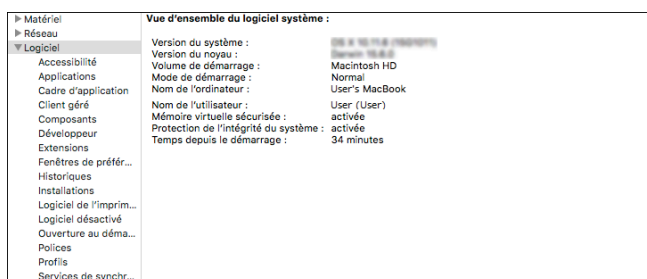 Matériel
Réseau
Logiciel
Accessibilité
Applications
Cadre d'application
Client géré
Composants
Développeur
Extensions
Fenêtres de préfér...
Historiques
Installations
Logiciel de l'imprim...
Logiciel désactivé
Ouverture au déma...
Polices
Profils
Services de synchr...
Vue d'ensemble du logiciel système :
Version du système :
Version du noyau :
Volume de démarrage : Macintosh HD
Mode de démarrage : Normal
Nom de l'ordinateur : User's MacBook
Nom de l'utilisateur : User (User)
Mémoire virtuelle sécurisée : activée
Protection de l'intégrité du système : activée
Temps depuis le démarrage : 34 minutes